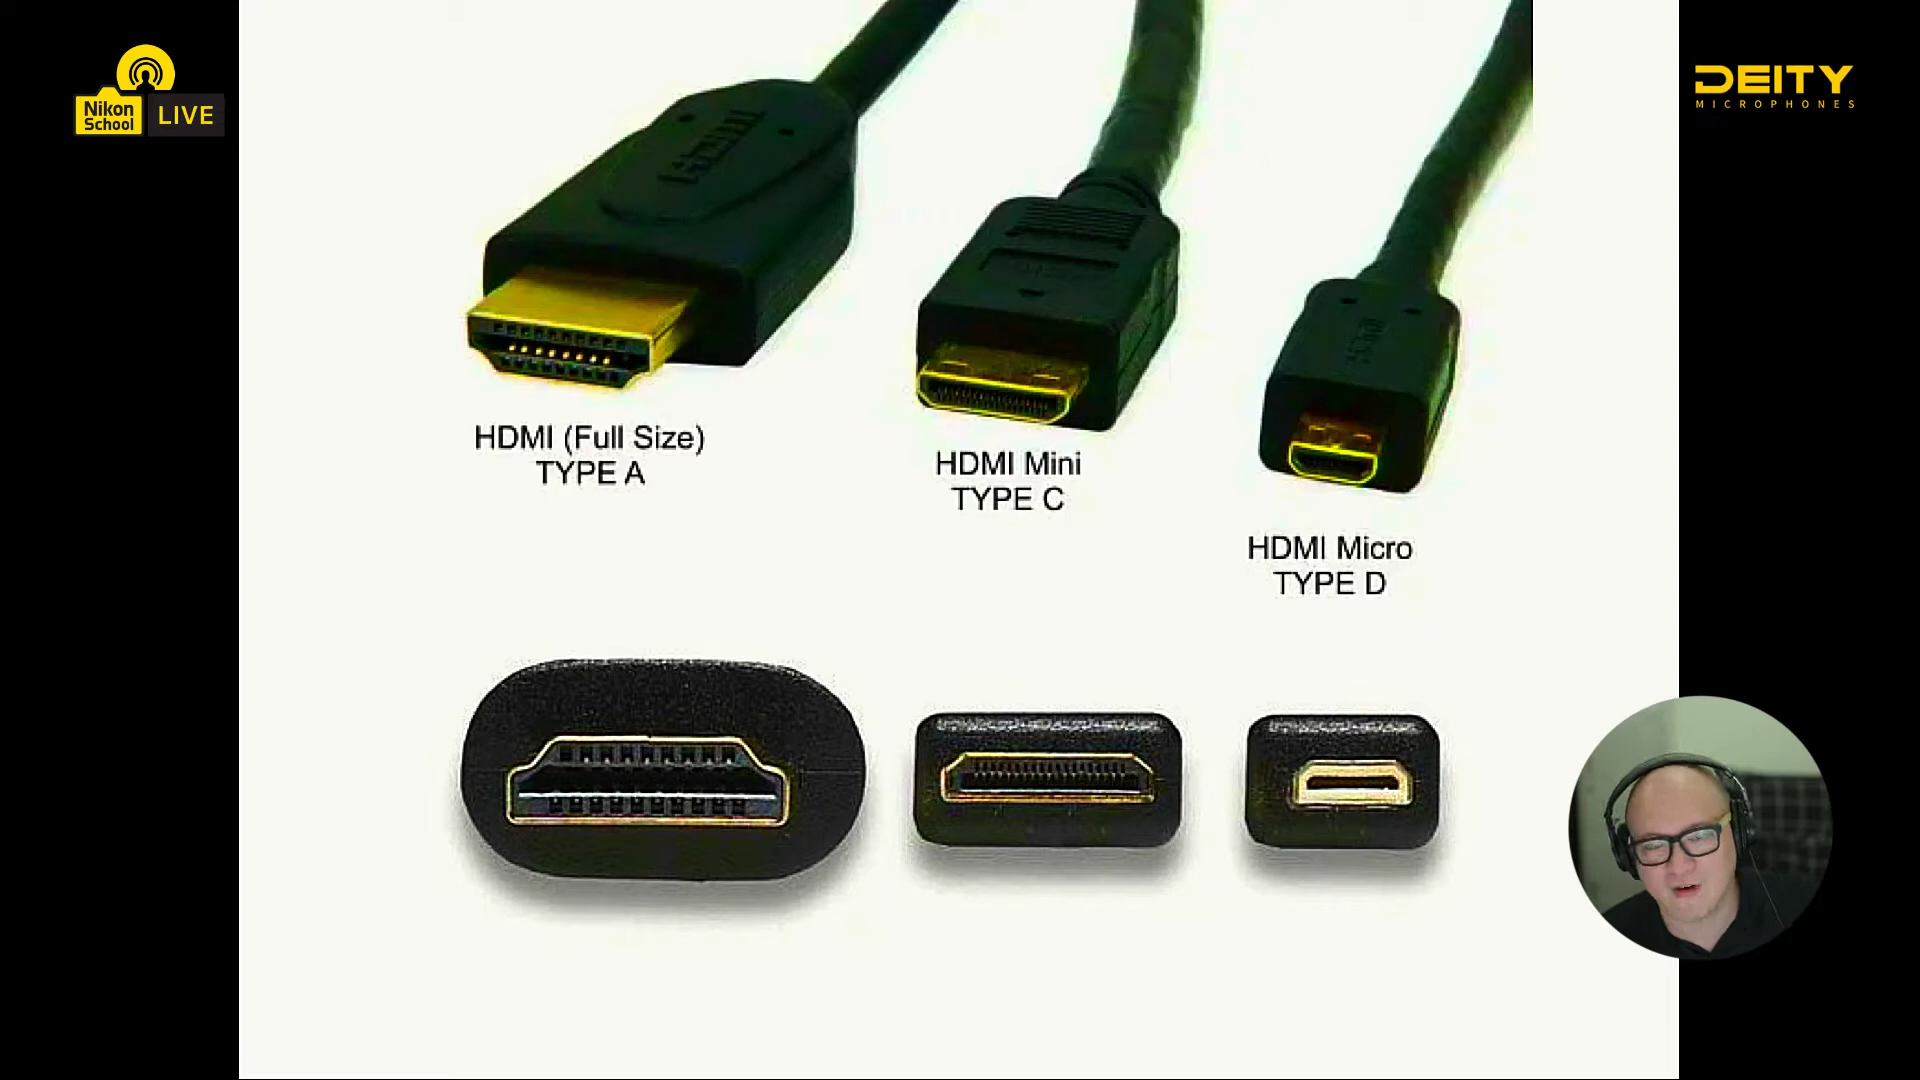 Nikon
School
LIVE
DEITY
MICROPHONES
HDMI (Full Size)
TYPE A
HDMI Mini
TYPE C
HDMI Micro
TYPE D